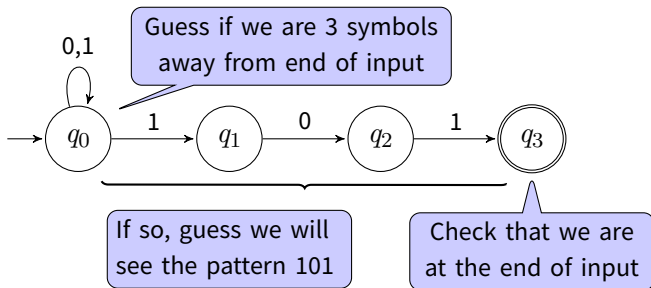 Guess if we are 3 symbols
away from end of input
0,1
q0 1 q1 0 q2 1 q3
If so, guess we will
see the pattern 101
Check that we are
at the end of input